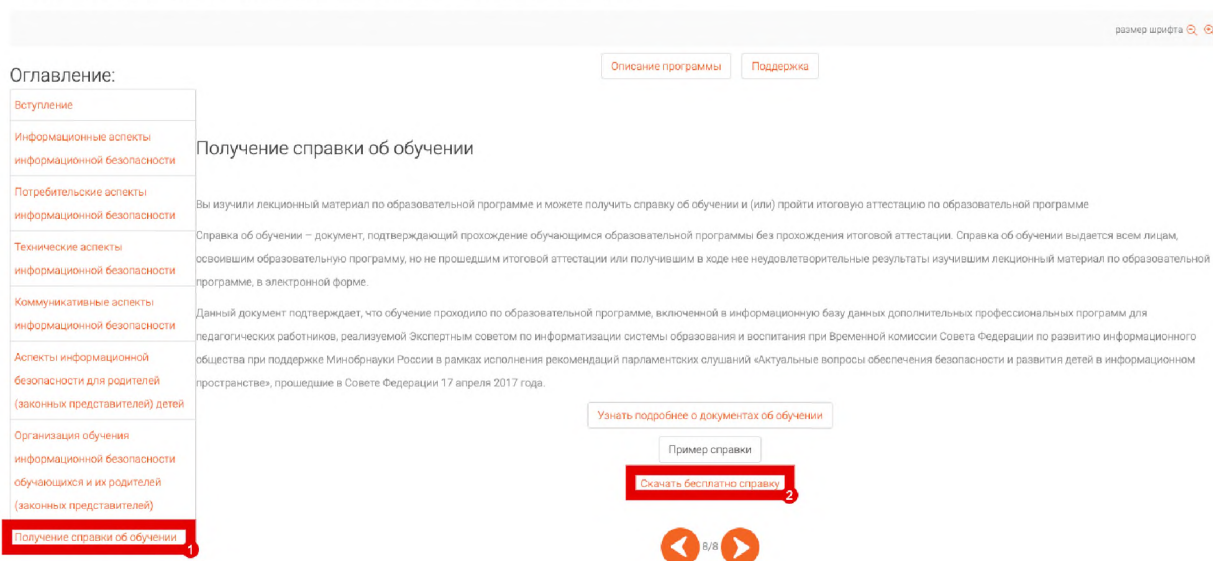 размер шрифта
Описание программы
Поддержка
Оглавление:
Вступление
Информационные аспекты
информационной безопасности
Потребительские аспекты
информационной безопасности
Технические аспекты
информационной безопасности
Коммуникативные аспекты
информационной безопасности
Аспекты информационной
безопасности для родителей
(законных представителей) детей
Организация обучения
информационной безопасности
обучающихся и их родителей
(законных представителей)
Получение справки об обучении
1
Получение справки об обучении
Вы изучили лекционный материал по образовательной программе и можете получить справку об обучении и (или) пройти итоговую аттестацию по образовательной программе
Справка об обучении – документ, подтверждающий прохождение обучающимся образовательной программы без прохождения итоговой аттестации. Справка об обучении выдается всем лицам,
освоившим образовательную программу, но не прошедшим итоговой аттестации или получившим в ходе нее неудовлетворительные результаты изучившим лекционный материал по образовательной
программе, в электронной форме.
Данный документ подтверждает, что обучение проходило по образовательной программе, включенной в информационную базу данных дополнительных профессиональных программ для
педагогических работников, реализуемой Экспертным советом по информатизации системы образования и воспитания при Временной комиссии Совета Федерации по развитию информационного
общества при поддержке Минобрнауки России в рамках исполнения рекомендаций парламентских слушаний «Актуальные вопросы обеспечения безопасности и развития детей в информационном
пространстве», прошедшие в Совете Федерации 17 апреля 2017 года.
Узнать подробнее о документах об обучении
Пример справки
Скачать бесплатно справку
2
8/8